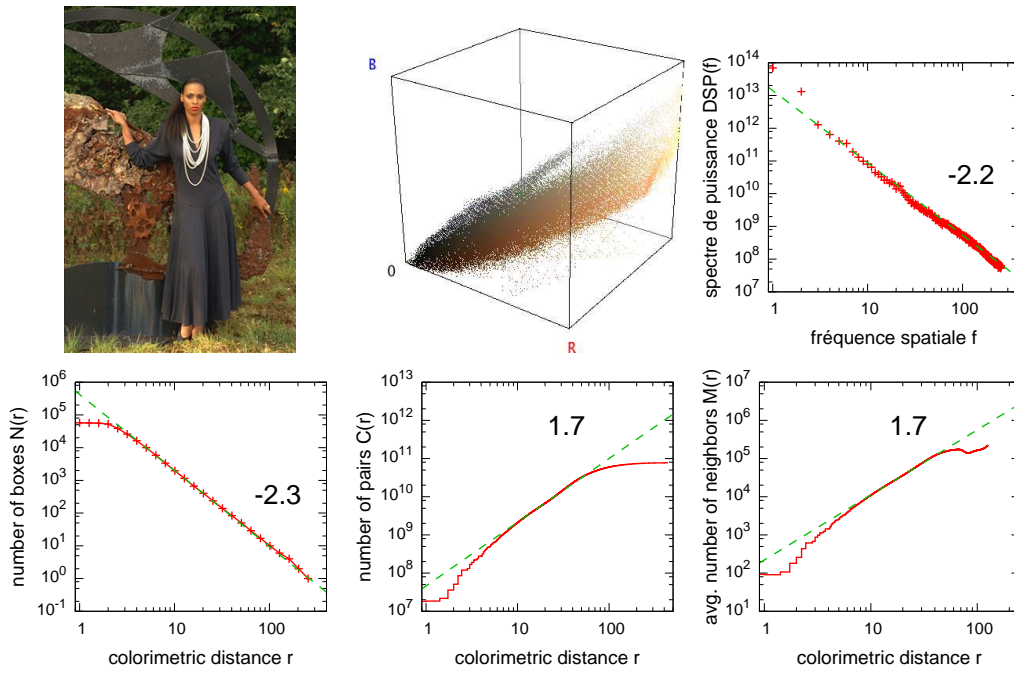 B
0
R
spectre de puissance DSP(f)
10^14
10^13
10^12
10^11
10^10
10^9
10^8
10^7
-2.2
1 10 100
fréquence spatiale f
number of boxes N(r)
10^6
10^5
10^4
10^3
10^2
10^1
10^0
10^-1
-2.3
1 10 100
colorimetric distance r
number of pairs C(r)
10^13
10^12
10^11
10^10
10^9
10^8
10^7
1.7
1 10 100
colorimetric distance r
avg. number of neighbors M(r)
10^7
10^6
10^5
10^4
10^3
10^2
10^1
1.7
1 10 100
colorimetric distance r